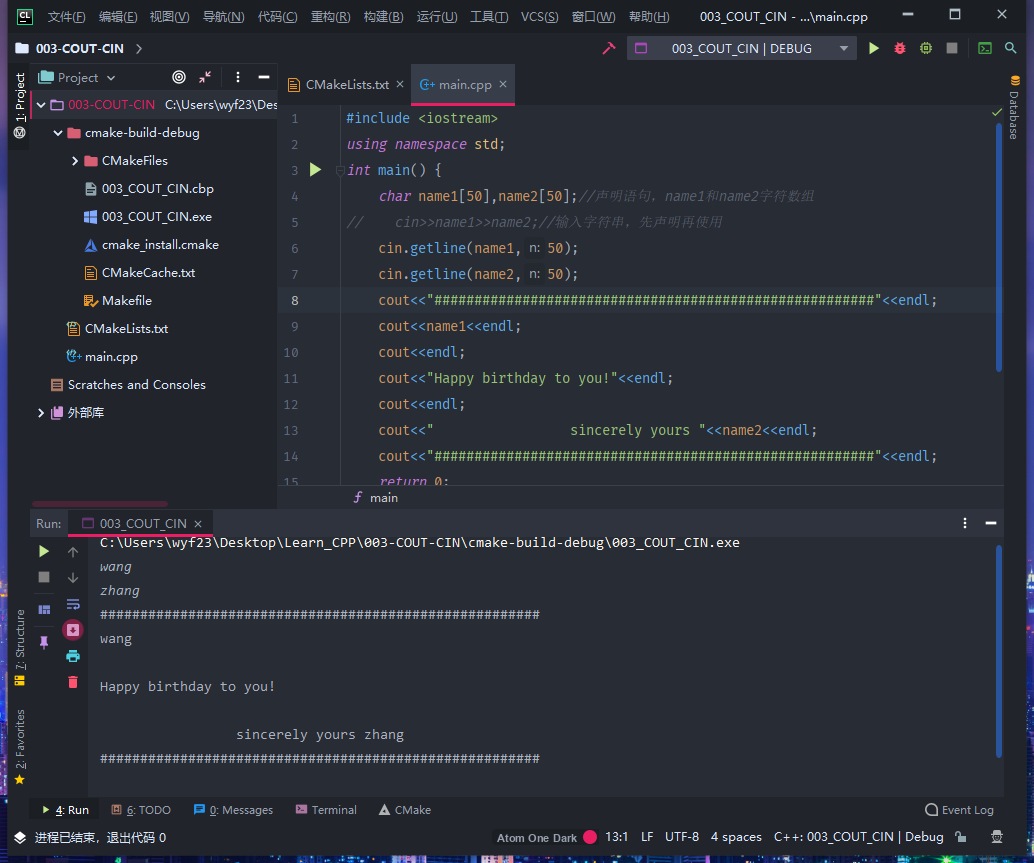 CL 文件(F) 编辑(E) 视图(V) 导航(N) 代码(C) 重构(R) 构建(B) 运行(U) 工具(T) VCS(S) 窗口(W) 帮助(H) 003_COUT_CIN - ...\main.cpp
003-COUT-CIN 003_COUT_CIN | DEBUG
1: Project
Project
003-COUT-CIN C:\Users\wyf23\Des
cmake-build-debug
CMakeFiles
003_COUT_CIN.cbp
003_COUT_CIN.exe
cmake_install.cmake
CMakeCache.txt
Makefile
CMakeLists.txt
main.cpp
Scratches and Consoles
外部库
CMakeLists.txt main.cpp
1 #include <iostream>
2 using namespace std;
3 int main() {
4 char name1[50],name2[50];//声明语句，name1和name2字符数组
5 // cin>>name1>>name2;//输入字符串，先声明再使用
6 cin.getline(name1, n: 50);
7 cin.getline(name2, n: 50);
8 cout<<"#######################################################"<<endl;
9 cout<<name1<<endl;
10 cout<<endl;
11 cout<<"Happy birthday to you!"<<endl;
12 cout<<endl;
13 cout<<"                 sincerely yours "<<name2<<endl;
14 cout<<"#######################################################"<<endl;
15 return 0;
f main
Database
Run: 003_COUT_CIN
C:\Users\wyf23\Desktop\Learn_CPP\003-COUT-CIN\cmake-build-debug\003_COUT_CIN.exe
wang
zhang
#######################################################
wang
Happy birthday to you!
sincerely yours zhang
#######################################################
7: Structure
2: Favorites
4: Run 6: TODO 0: Messages Terminal CMake Event Log
进程已结束，退出代码 0 Atom One Dark 13:1 LF UTF-8 4 spaces C++: 003_COUT_CIN | Debug